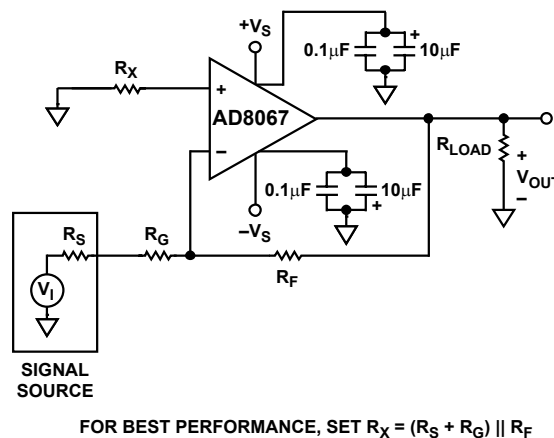 +V_S
0.1μF
10μF
+
R_X
+
AD8067
−
R_LOAD
+
V_OUT
−
0.1μF
10μF
+
−V_S
R_S
R_G
R_F
V_I
SIGNAL
SOURCE
FOR BEST PERFORMANCE, SET R_X = (R_S + R_G) || R_F